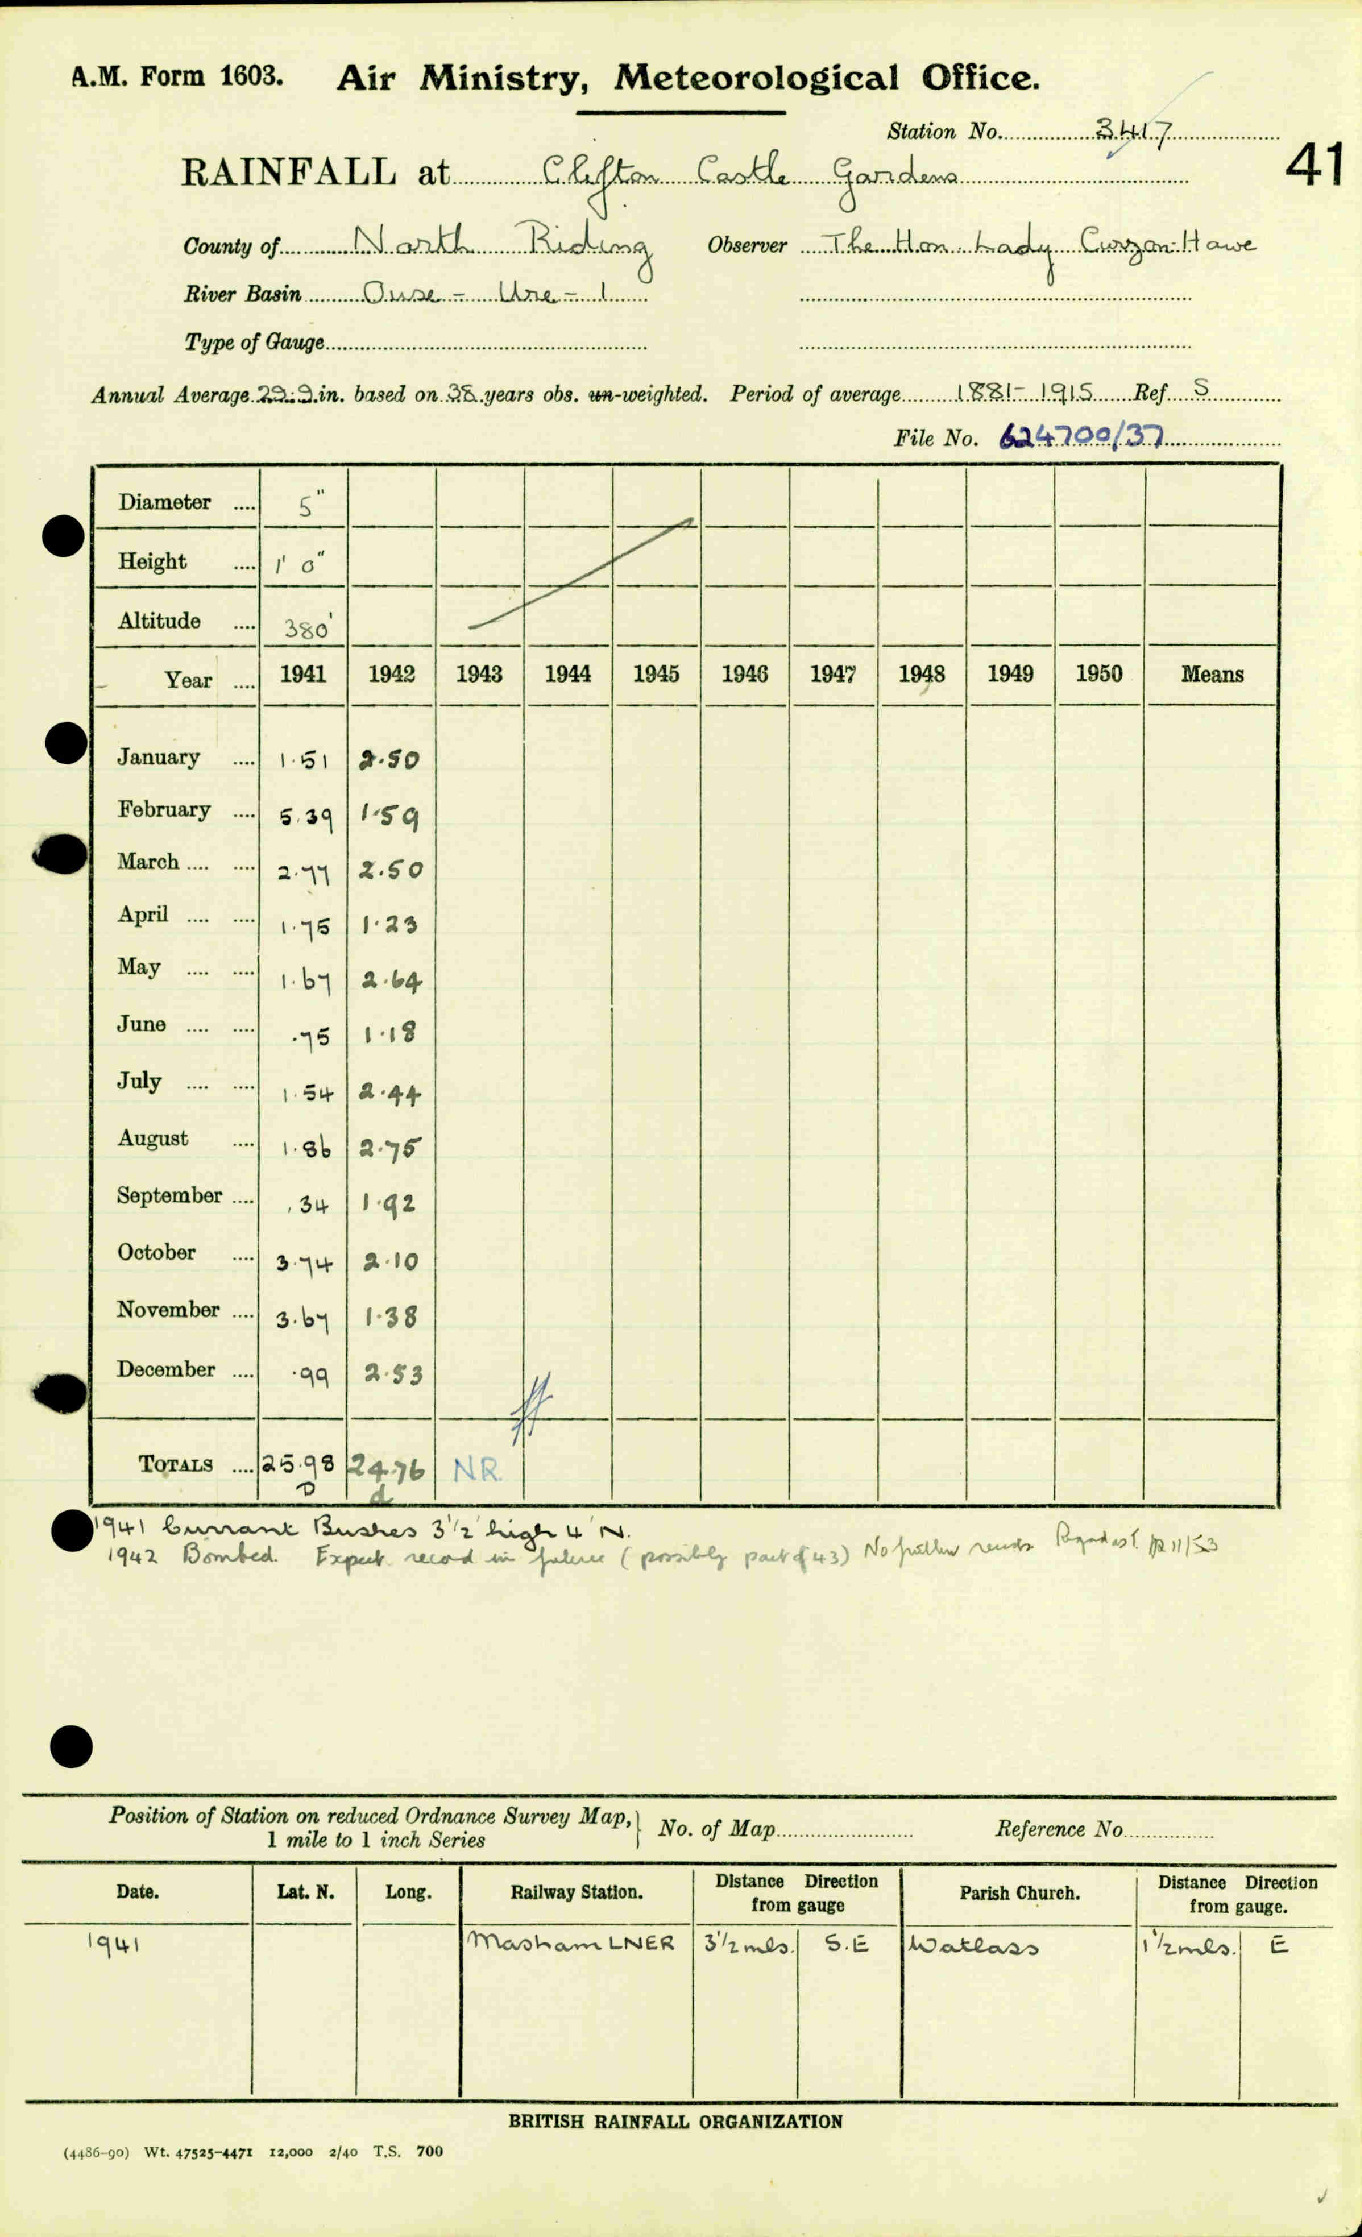 A.M. Form 1603. Air Ministry, Meteorological Office.
Station No. 3417
41
RAINFALL at Clifton Castle Gardens
County of North Riding Observer The Hon. Lady Curzon-Howe
River Basin Ouse - Ure - 1
Type of Gauge
Annual Average 29.9 in. based on 38 years obs. un-weighted. Period of average 1881-1915 Ref. S
File No. 624700/37
Diameter .... 5"
Height .... 1' 0"
Altitude .... 380'
Year .... 1941 1942 1943 1944 1945 1946 1947 1948 1949 1950 Means
January .... 1.51 2.50
February .... 5.39 1.59
March .... .... 2.77 2.50
April .... .... 1.75 1.23
May .... .... 1.67 2.64
June .... .... .75 1.18
July .... .... 1.54 2.44
August .... 1.86 2.75
September .... .34 1.92
October .... 3.74 2.10
November .... 3.67 1.38
December .... .99 2.53
TOTALS .... 25.98 24.76 NR
D d
1941 Currant Bushes 3 1/2' high 4' N.
1942 Bombed. Expect record in future (possibly part of 43) No further 11/53
Position of Station on reduced Ordnance Survey Map, No. of Map Reference No
1 mile to 1 inch Series
Date. Lat. N. Long. Railway Station. Distance Direction from gauge Parish Church. Distance Direction from gauge.
1941 Masham LNER 3 1/2 mls. S.E Watlass 1 1/2 mls. E
BRITISH RAINFALL ORGANIZATION
(4486-90) Wt. 47525-4471 12,000 2/40 T.S. 700